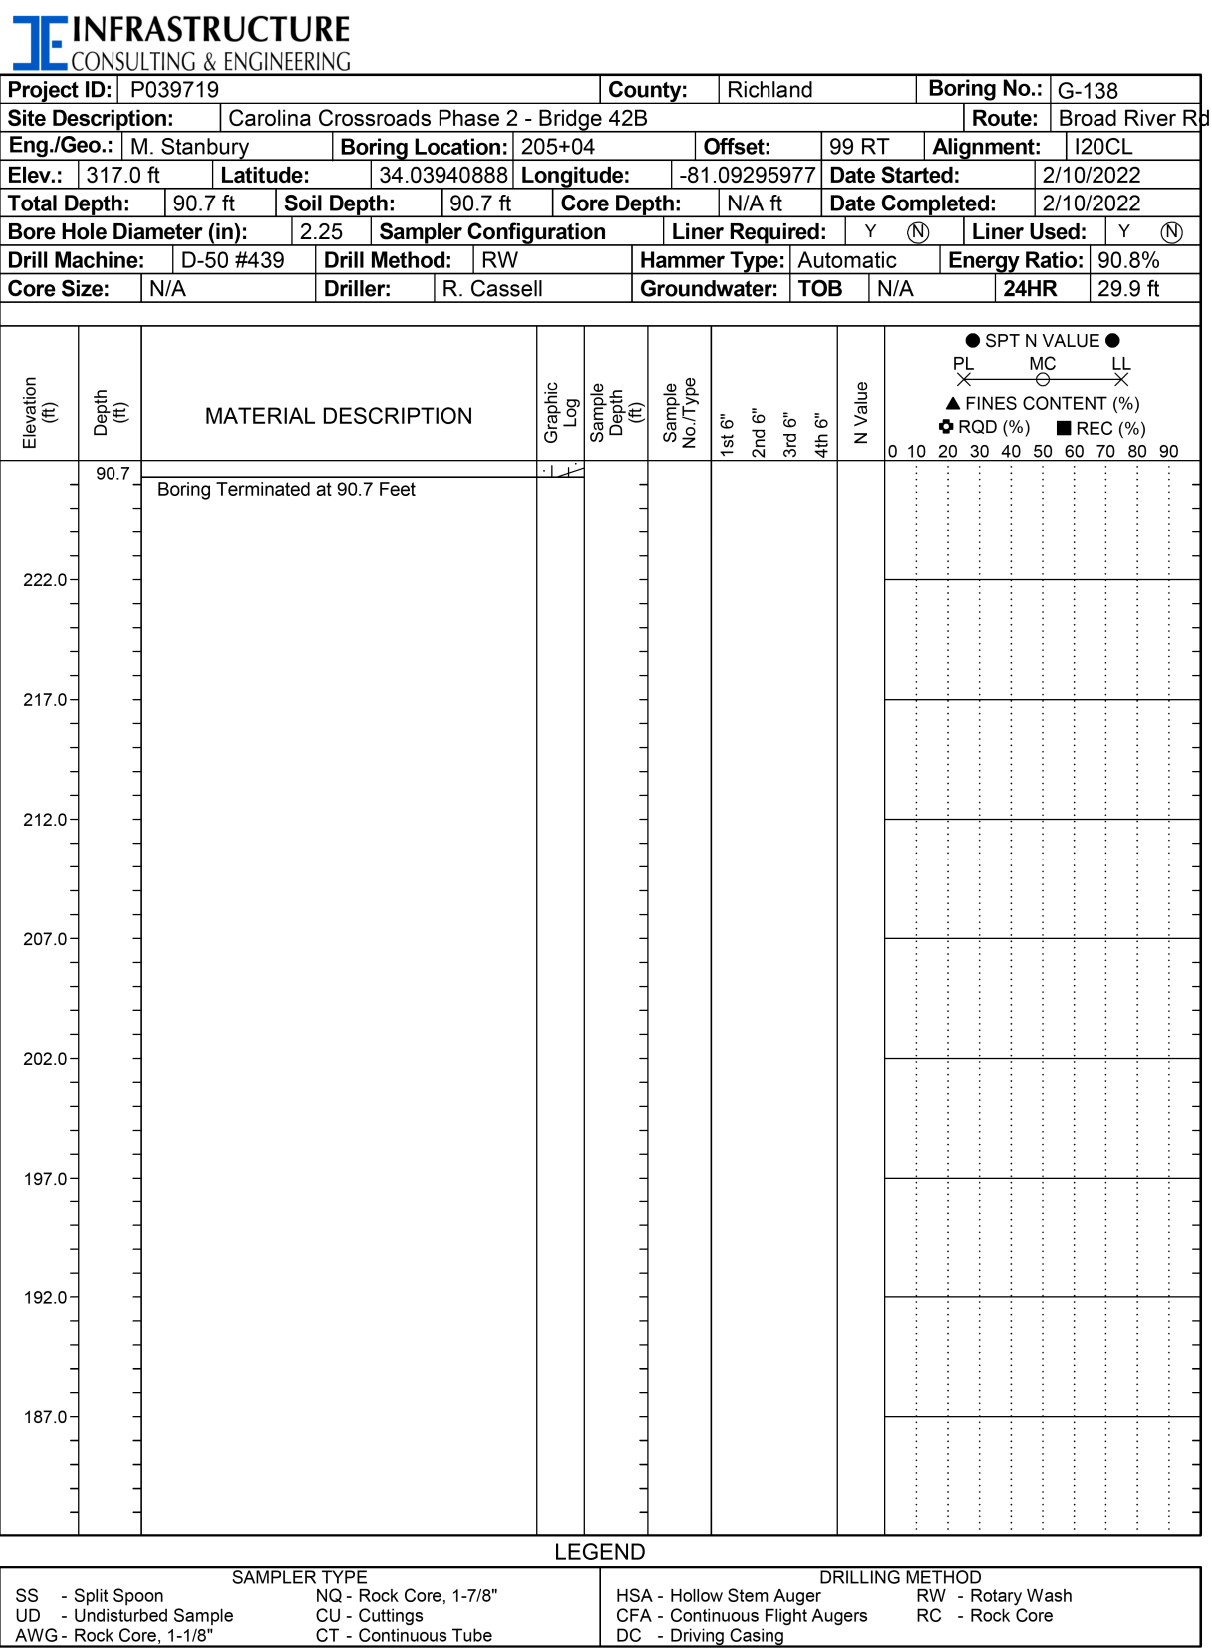 INFRASTRUCTURE
CONSULTING & ENGINEERING
Project ID: P039719 County: Richland Boring No.: G-138
Site Description: Carolina Crossroads Phase 2 - Bridge 42B Route: Broad River Rd
Eng./Geo.: M. Stanbury Boring Location: 205+04 Offset: 99 RT Alignment: I20CL
Elev.: 317.0 ft Latitude: 34.03940888 Longitude: -81.09295977 Date Started: 2/10/2022
Total Depth: 90.7 ft Soil Depth: 90.7 ft Core Depth: N/A ft Date Completed: 2/10/2022
Bore Hole Diameter (in): 2.25 Sampler Configuration Liner Required: Y N Liner Used: Y N
Drill Machine: D-50 #439 Drill Method: RW Hammer Type: Automatic Energy Ratio: 90.8%
Core Size: N/A Driller: R. Cassell Groundwater: TOB N/A 24HR 29.9 ft
Elevation
(ft)
Depth
(ft)
MATERIAL DESCRIPTION
Graphic
Log
Sample
Depth
(ft)
Sample
No./Type
1st 6"
2nd 6"
3rd 6"
4th 6"
N Value
● SPT N VALUE ●
PL MC LL
▲ FINES CONTENT (%)
RQD (%) ■ REC (%)
0 10 20 30 40 50 60 70 80 90
90.7
Boring Terminated at 90.7 Feet
222.0
217.0
212.0
207.0
202.0
197.0
192.0
187.0
LEGEND
SAMPLER TYPE
SS - Split Spoon NQ - Rock Core, 1-7/8"
UD - Undisturbed Sample CU - Cuttings
AWG - Rock Core, 1-1/8" CT - Continuous Tube
DRILLING METHOD
HSA - Hollow Stem Auger RW - Rotary Wash
CFA - Continuous Flight Augers RC - Rock Core
DC - Driving Casing